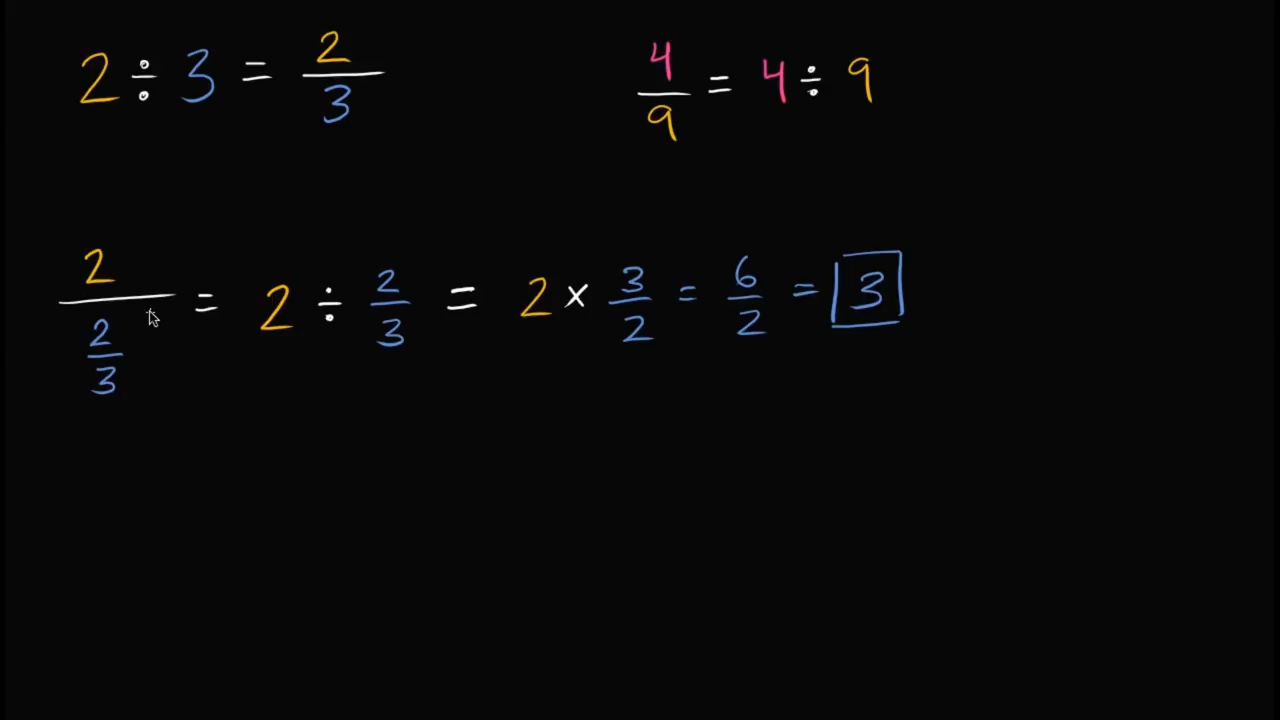 2 ÷ 3 = 2/3
4/9 = 4 ÷ 9
2/(2/3) = 2 ÷ 2/3 = 2 × 3/2 = 6/2 = 3